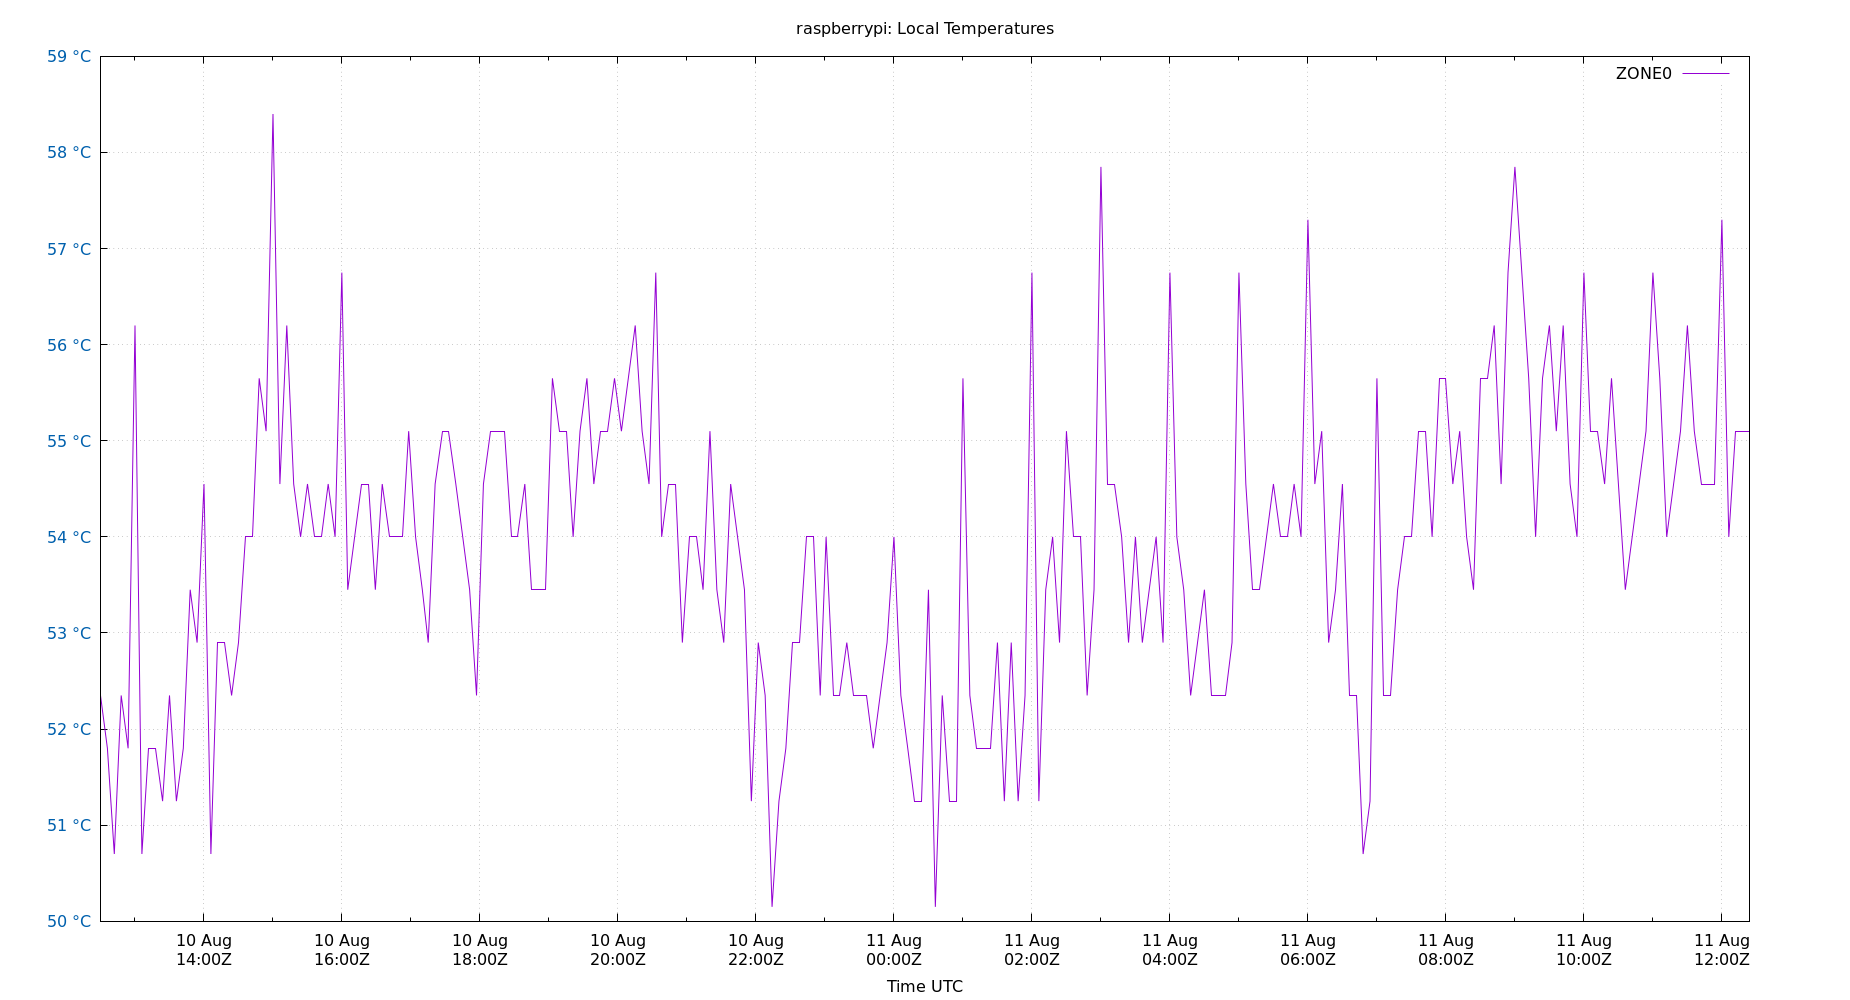 raspberrypi: Local Temperatures
ZONE0
59 °C
58 °C
57 °C
56 °C
55 °C
54 °C
53 °C
52 °C
51 °C
50 °C
10 Aug 10 Aug 10 Aug 10 Aug 10 Aug 11 Aug 11 Aug 11 Aug 11 Aug 11 Aug 11 Aug 11 Aug
14:00Z 16:00Z 18:00Z 20:00Z 22:00Z 00:00Z 02:00Z 04:00Z 06:00Z 08:00Z 10:00Z 12:00Z
Time UTC